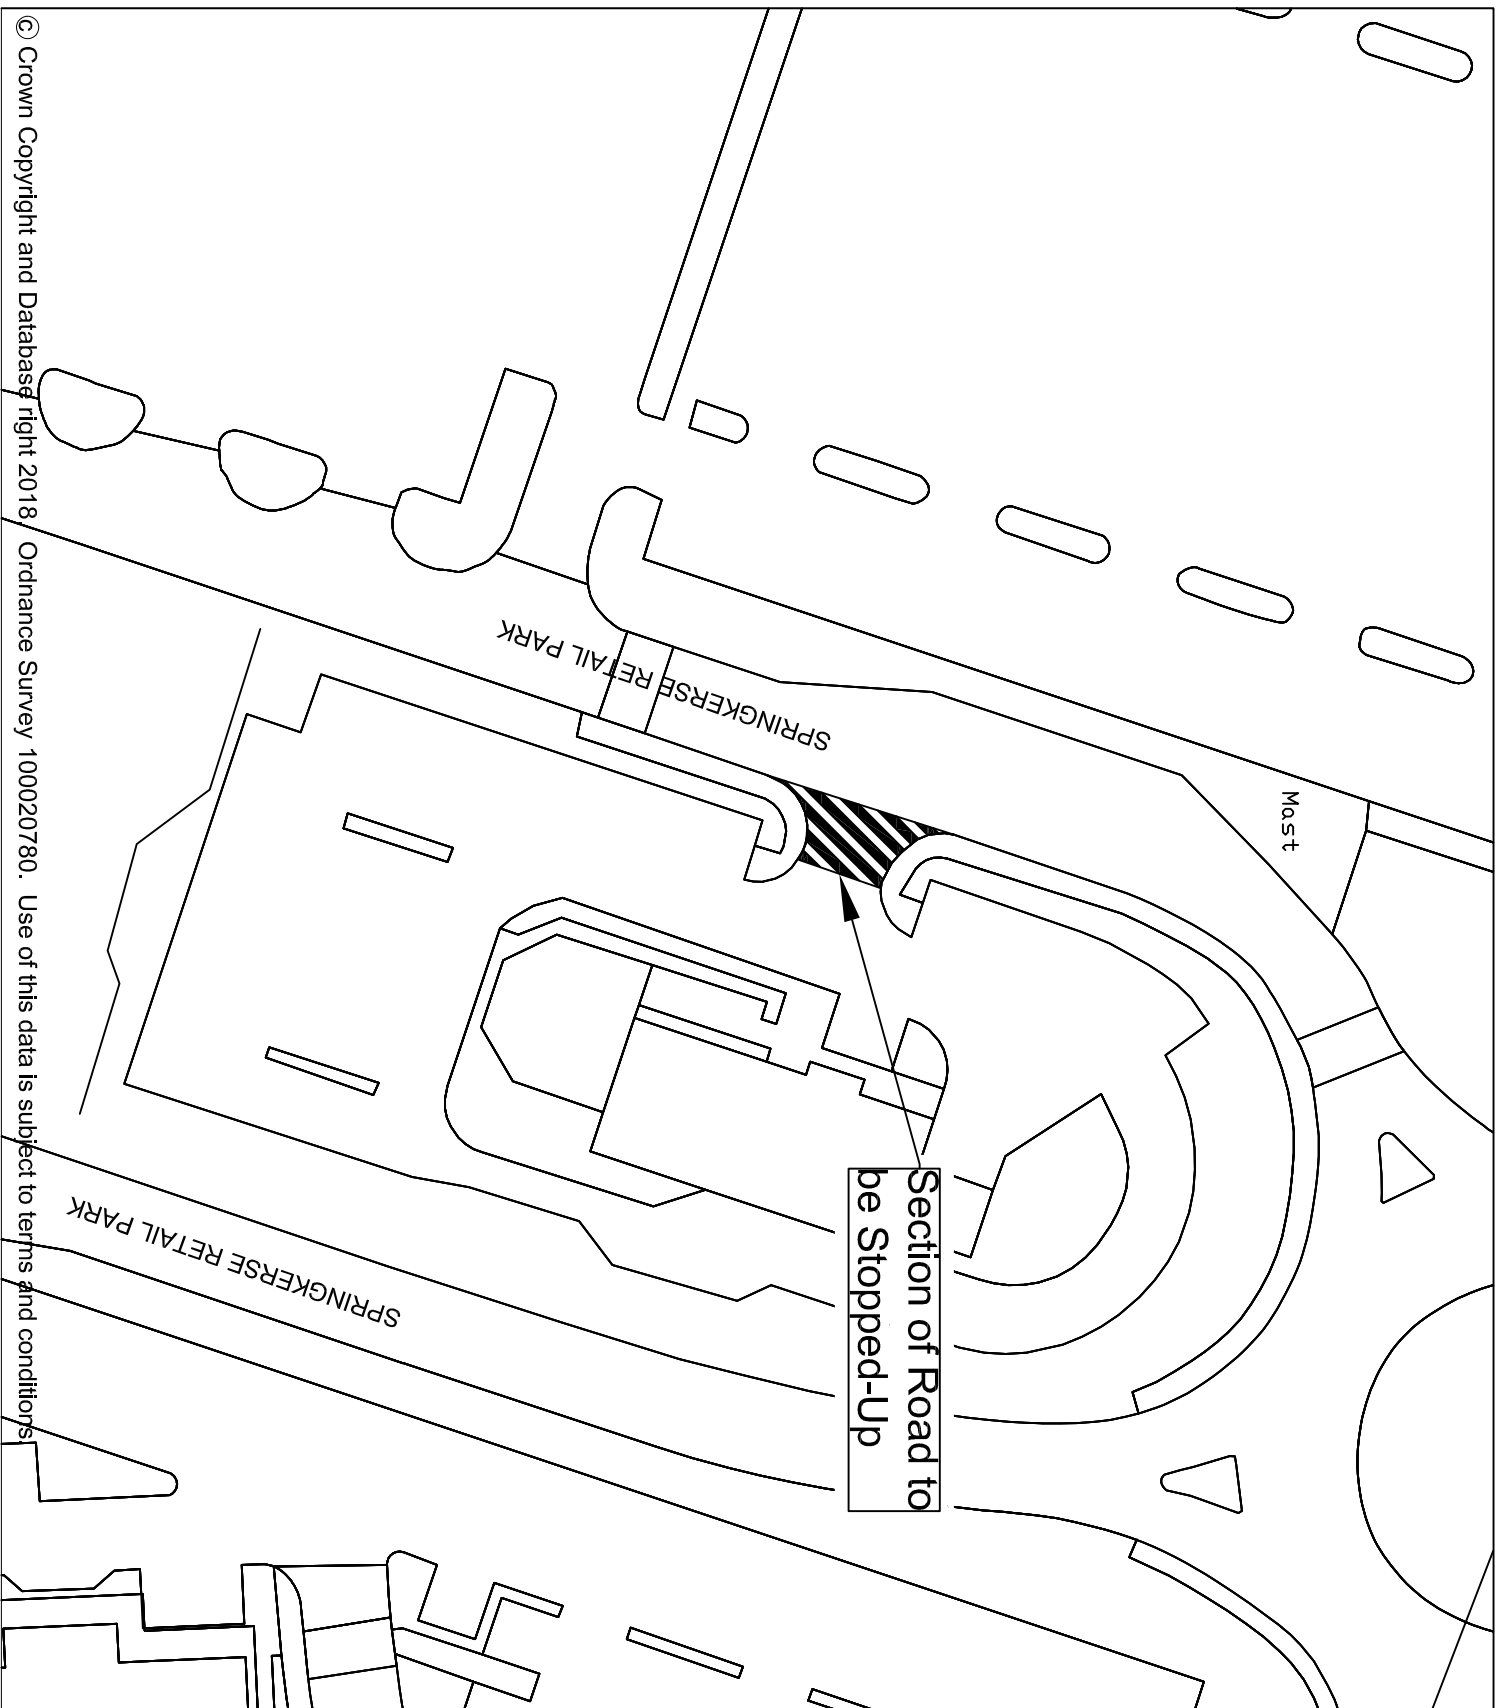 © Crown Copyright and Database right 2018. Ordnance Survey 100020780. Use of this data is subject to terms and conditions.
SPRINGKERSE RETAIL PARK
Mast
Section of Road to
be Stopped-Up
SPRINGKERSE RETAIL PARK